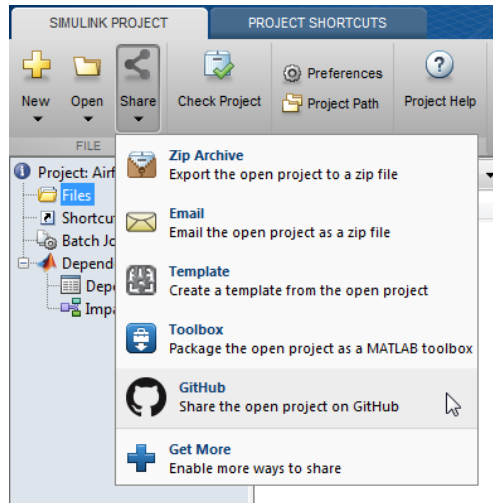 SIMULINK PROJECT
PROJECT SHORTCUTS
New
Open
Share
Check Project
Preferences
Project Path
Project Help
FILE
Project: Airf
Files
Shortcu
Batch Jo
Depend
Dep
Impa
Zip Archive
Export the open project to a zip file
Email
Email the open project as a zip file
Template
Create a template from the open project
Toolbox
Package the open project as a MATLAB toolbox
GitHub
Share the open project on GitHub
Get More
Enable more ways to share